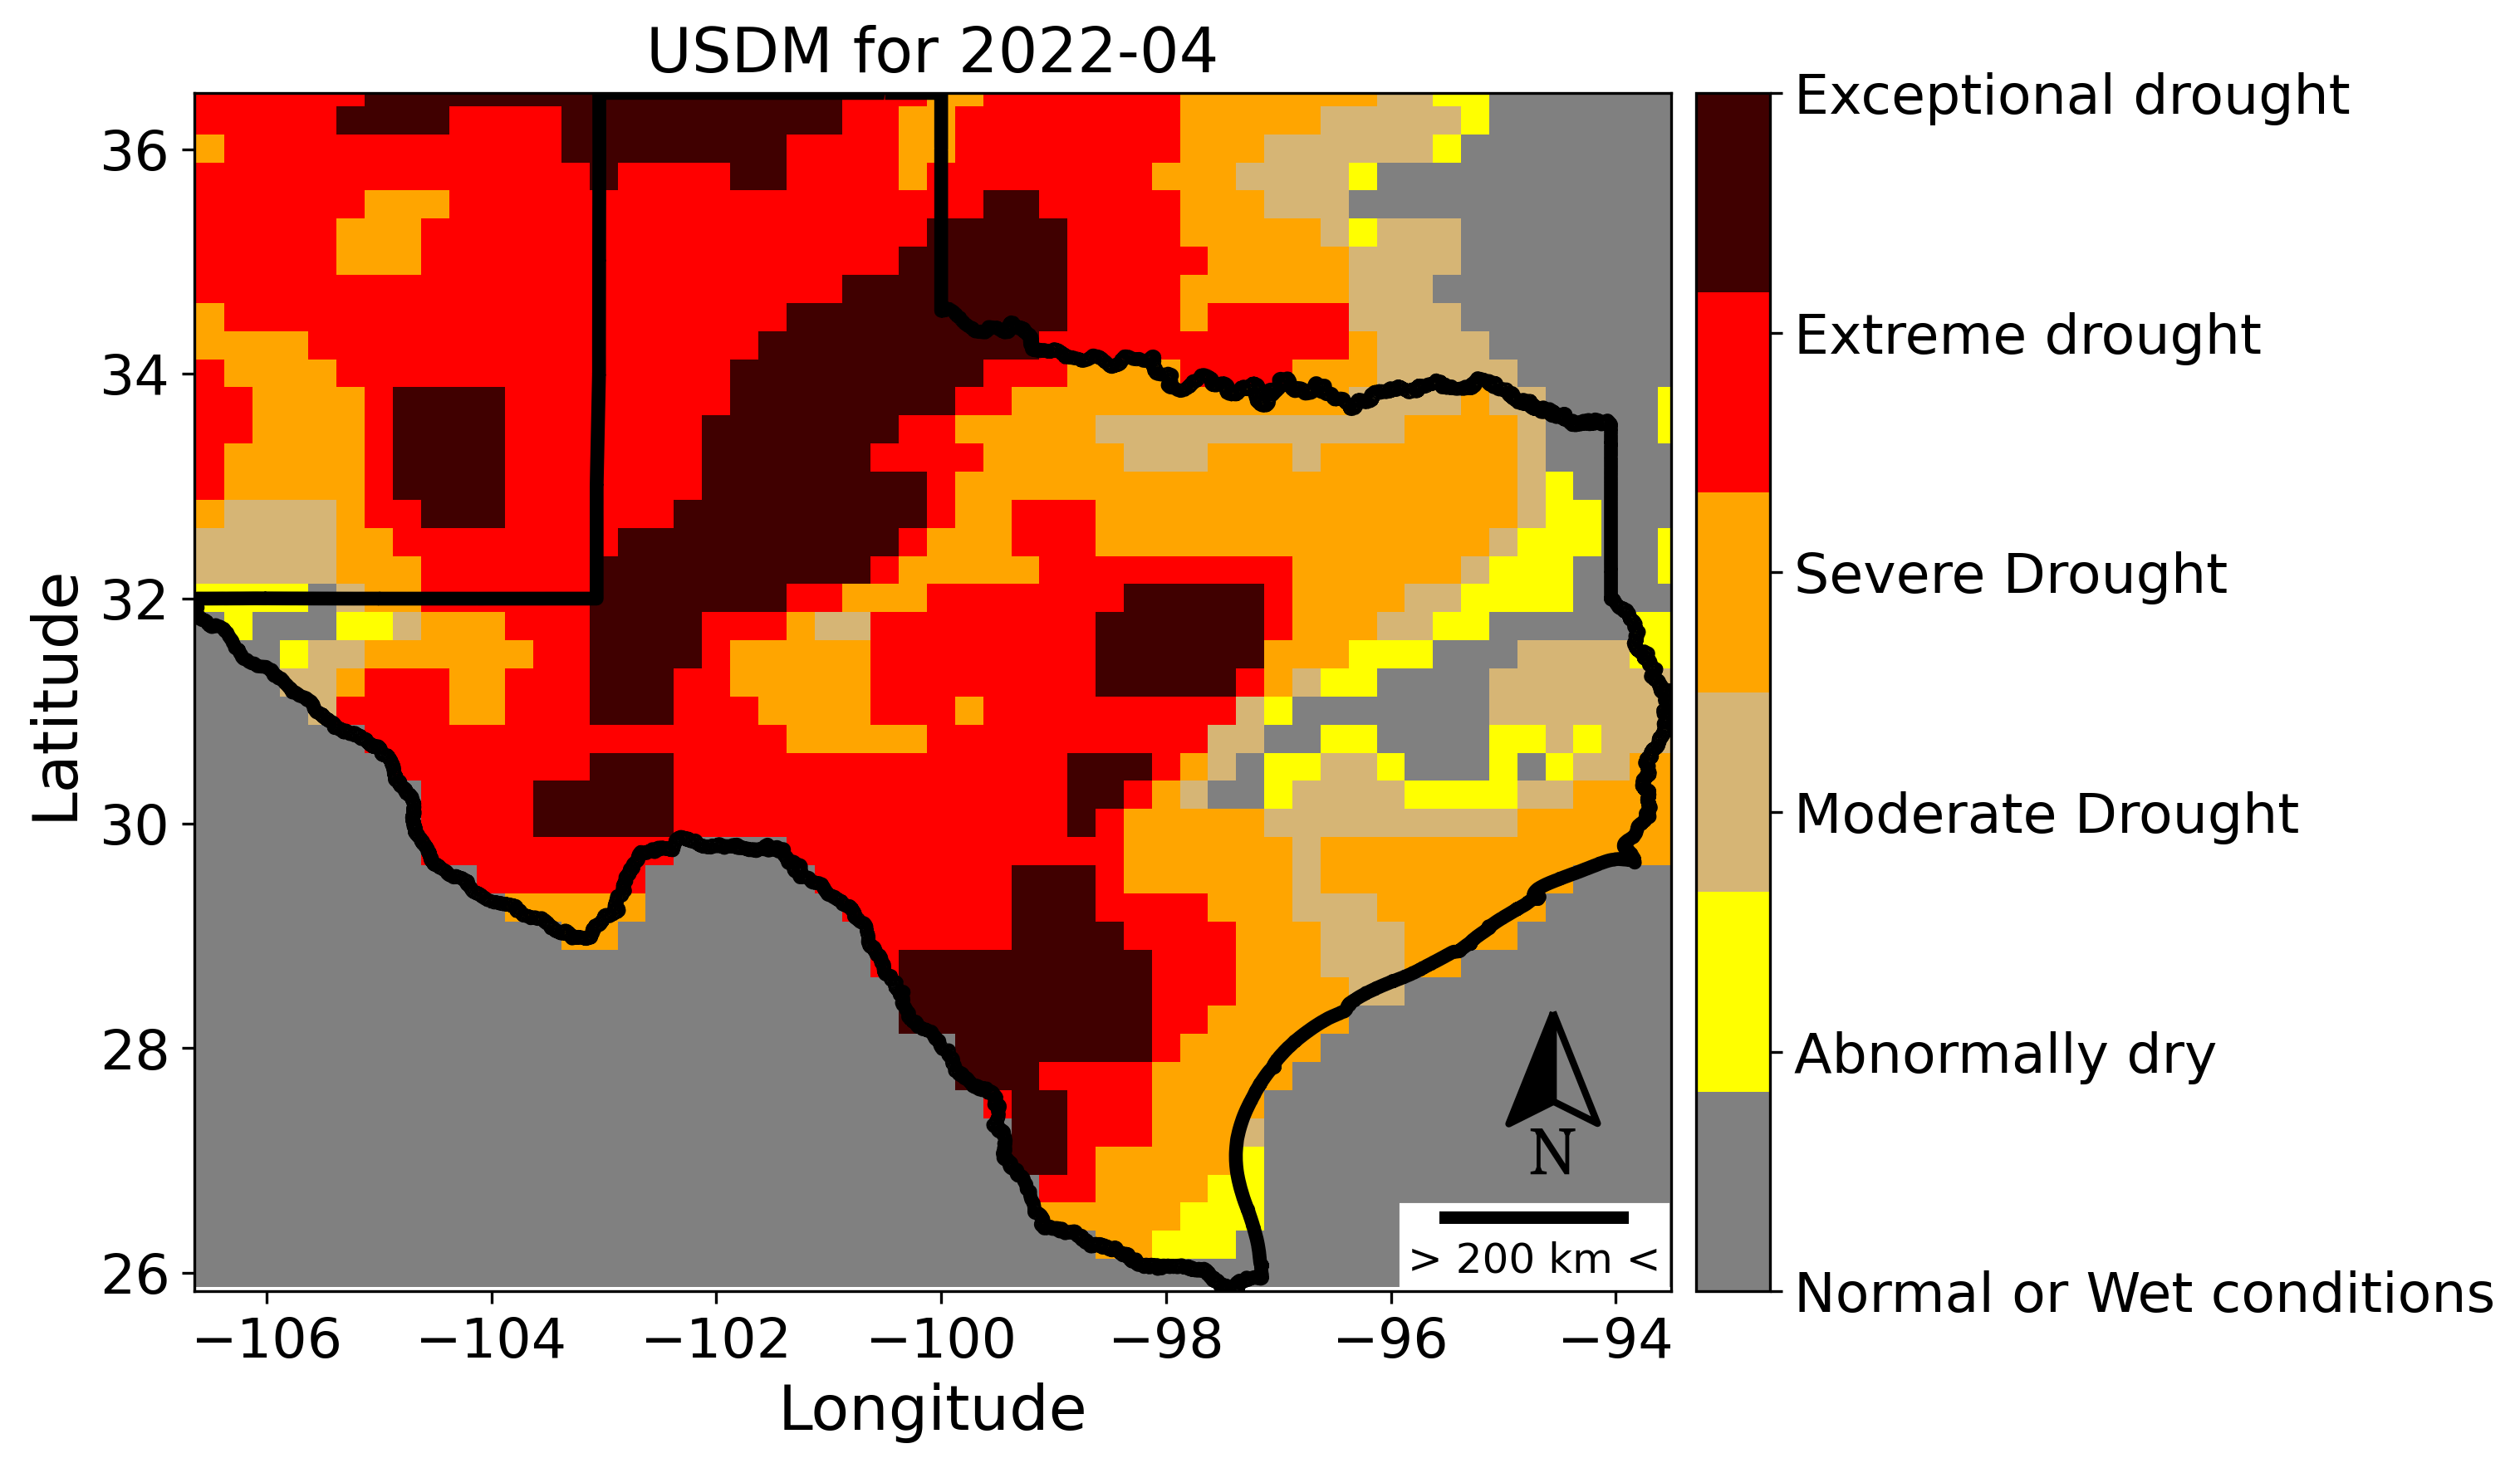 USDM for 2022-04
Exceptional drought
Extreme drought
Severe Drought
Moderate Drought
Abnormally dry
Normal or Wet conditions
Latitude
36
34
32
30
28
26
N
> 200 km <
−106 −104 −102 −100 −98 −96 −94
Longitude